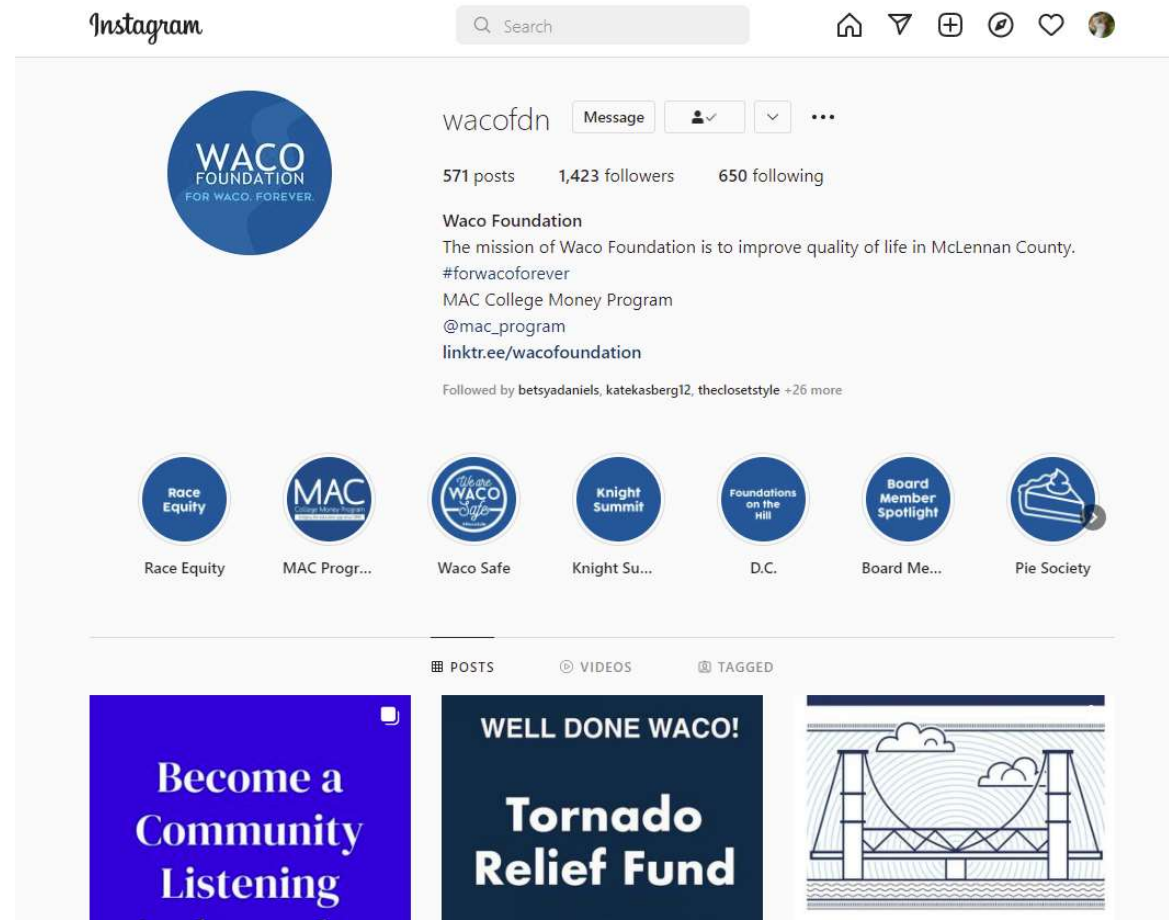 Instagram
Search
WACO
FOUNDATION
FOR WACO. FOREVER.
wacofdn Message
571 posts 1,423 followers 650 following
Waco Foundation
The mission of Waco Foundation is to improve quality of life in McLennan County.
#forwacoforever
MAC College Money Program
@mac_program
linktr.ee/wacofoundation
Followed by betsyadaniels, katekasberg12, theclosetstyle +26 more
Race
Equity
MAC
College Money Program
We are
WACO
Safe
Knight
Summit
Foundations
on the
Hill
Board
Member
Spotlight
Race Equity MAC Progr... Waco Safe Knight Su... D.C. Board Me... Pie Society
POSTS VIDEOS TAGGED
Become a
Community
Listening
WELL DONE WACO!
Tornado
Relief Fund